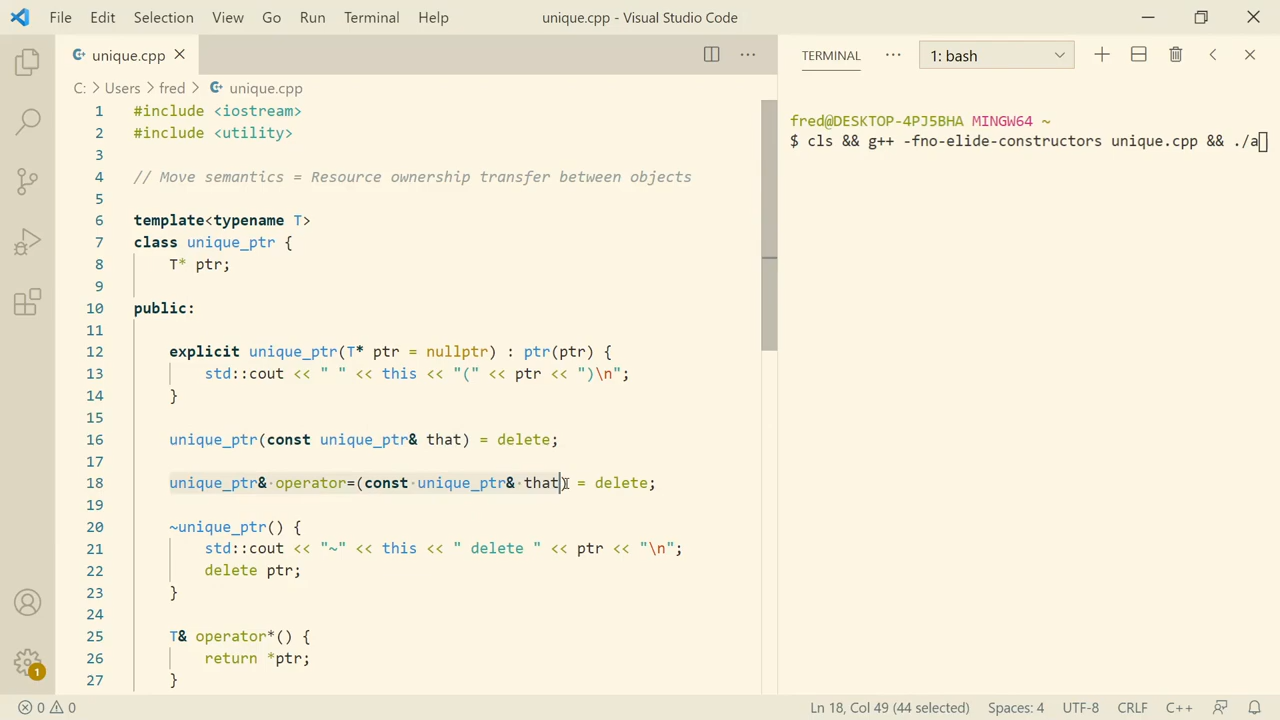 File Edit Selection View Go Run Terminal Help unique.cpp - Visual Studio Code
unique.cpp
C: > Users > fred > unique.cpp
1 #include <iostream>
2 #include <utility>
3
4 // Move semantics = Resource ownership transfer between objects
5
6 template<typename T>
7 class unique_ptr {
8 T* ptr;
9
10 public:
11
12 explicit unique_ptr(T* ptr = nullptr) : ptr(ptr) {
13 std::cout << " " << this << "(" << ptr << ")\n";
14 }
15
16 unique_ptr(const unique_ptr& that) = delete;
17
18 unique_ptr&·operator=(const·unique_ptr&·that) = delete;
19
20 ~unique_ptr() {
21 std::cout << "~" << this << " delete " << ptr << "\n";
22 delete ptr;
23 }
24
25 T& operator*() {
26 return *ptr;
27 }
TERMINAL ··· 1: bash
fred@DESKTOP-4PJ5BHA MINGW64 ~
$ cls && g++ -fno-elide-constructors unique.cpp && ./a
1
0 0 Ln 18, Col 49 (44 selected) Spaces: 4 UTF-8 CRLF C++